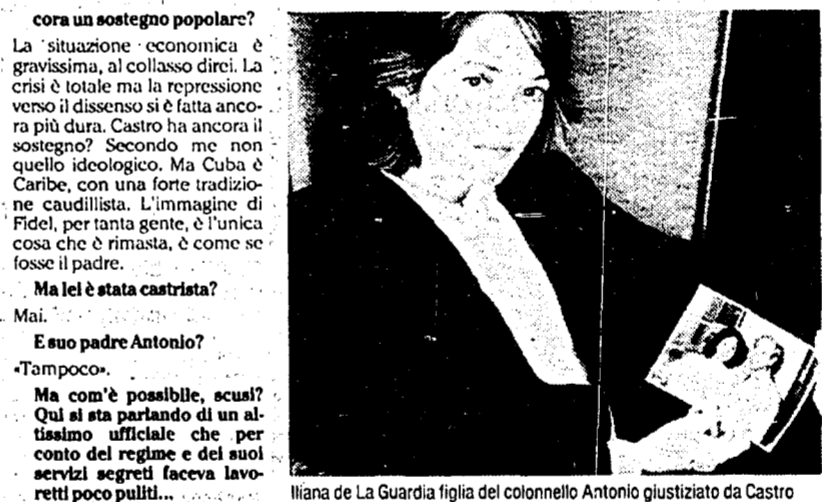 cora un sostegno popolare?
La situazione economica è
gravissima, al collasso direi. La
crisi è totale ma la repressione
verso il dissenso si è fatta anco-
ra più dura. Castro ha ancora il
sostegno? Secondo me non
quello ideologico. Ma Cuba è
Caribe, con una forte tradizio-
ne caudillista. L'immagine di
Fidel, per tanta gente, è l'unica
cosa che è rimasta, è come se
fosse il padre.
Ma lei è stata castrista?
Mai.
E suo padre Antonio?
«Tampoco».
Ma com'è possibile, scusi?
Qui si sta parlando di un al-
tissimo ufficiale che per
conto del regime e dei suoi
servizi segreti faceva lavo-
retti poco puliti...
Iliana de La Guardia figlia del colonnello Antonio giustiziato da Castro